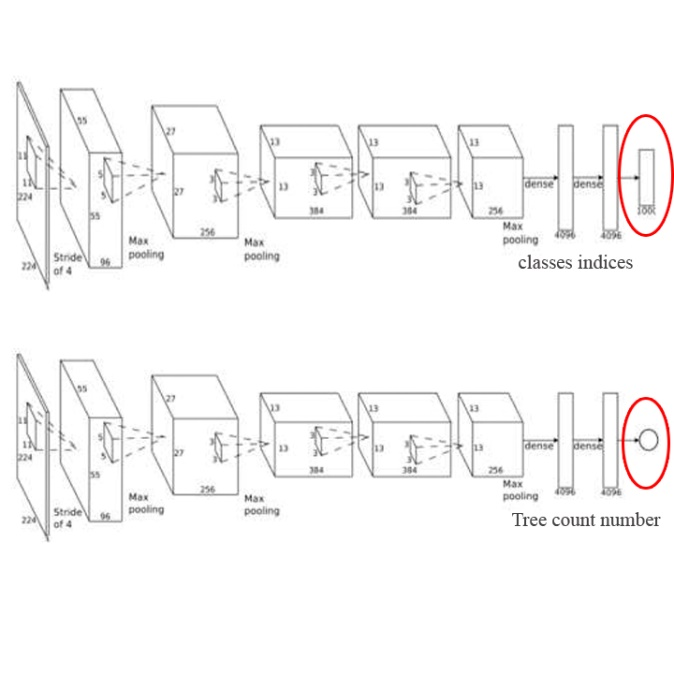 55
27
13
13
13
11
5
3
3
3
11
5
27
3
13
3
13
3
13
dense
dense
224
55
384
384
256
1000
256
Max
pooling
4096
4096
Max
pooling
Max
pooling
Stride
of 4
96
224
classes indices
55
27
13
13
13
11
5
3
3
3
11
5
27
3
13
3
13
3
13
dense
dense
224
55
384
384
256
256
Max
pooling
4096
4096
Max
pooling
Max
pooling
Stride
of 4
96
224
Tree count number